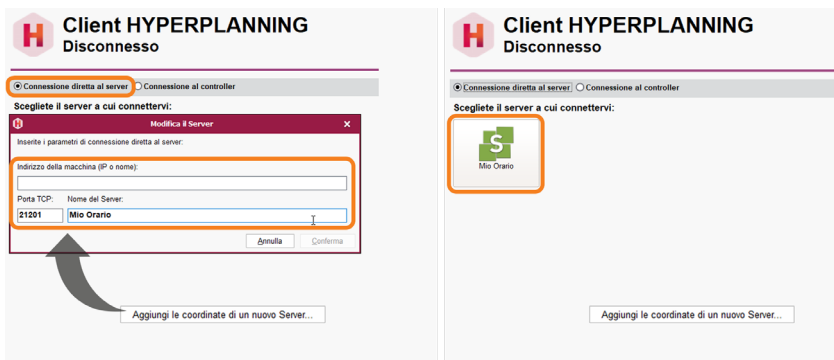 Client HYPERPLANNING
Disconnesso
Connessione diretta al server Connessione al controller
Scegliete il server a cui connettervi:
Modifica il Server
Inserite i parametri di connessione diretta al server:
Indirizzo della macchina (IP o nome):
Porta TCP: Nome del Server:
21201 Mio Orario
Annulla Conferma
Aggiungi le coordinate di un nuovo Server...
Client HYPERPLANNING
Disconnesso
Connessione diretta al server Connessione al controller
Scegliete il server a cui connettervi:
S
Mio Orario
Aggiungi le coordinate di un nuovo Server...